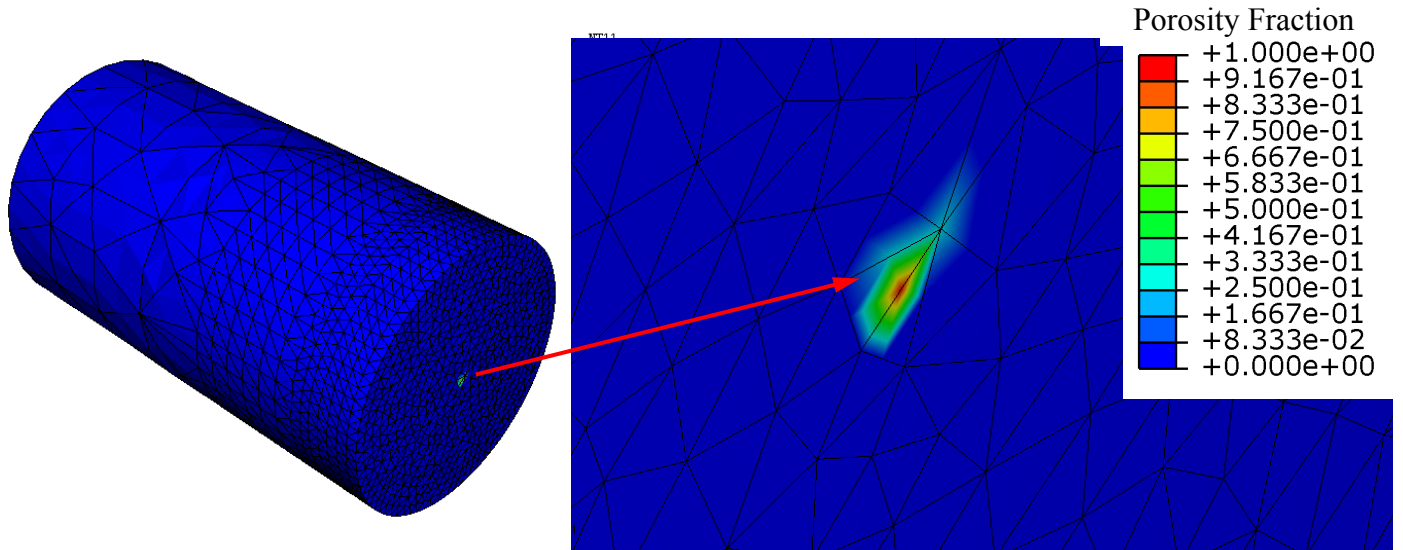 Porosity Fraction
NT11
+1.000e+00
+9.167e-01
+8.333e-01
+7.500e-01
+6.667e-01
+5.833e-01
+5.000e-01
+4.167e-01
+3.333e-01
+2.500e-01
+1.667e-01
+8.333e-02
+0.000e+00